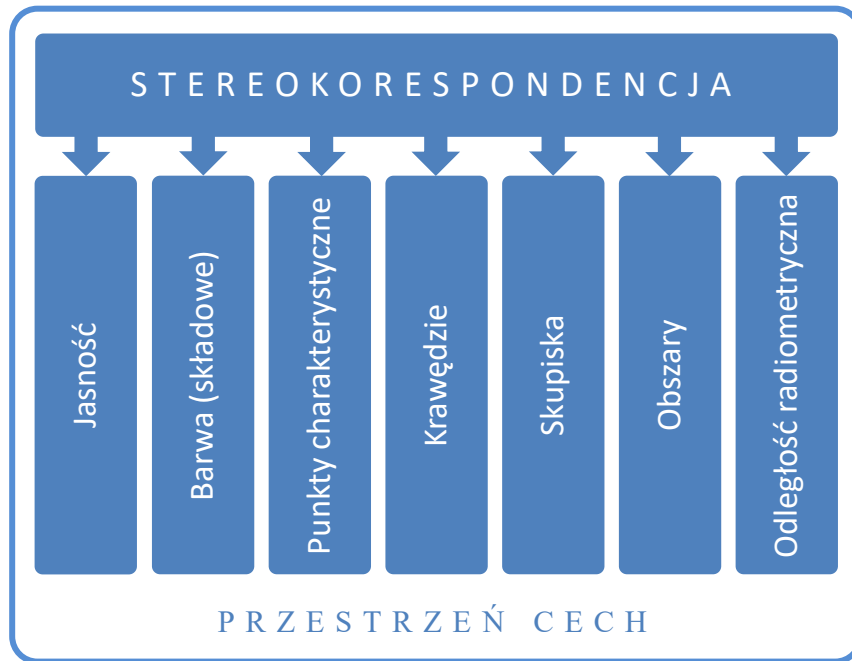 STEREOKORESPONDENCJA
Jasność
Barwa (składowe)
Punkty charakterystyczne
Krawędzie
Skupiska
Obszary
Odległość radiometryczna
PRZESTRZEŃ CECH